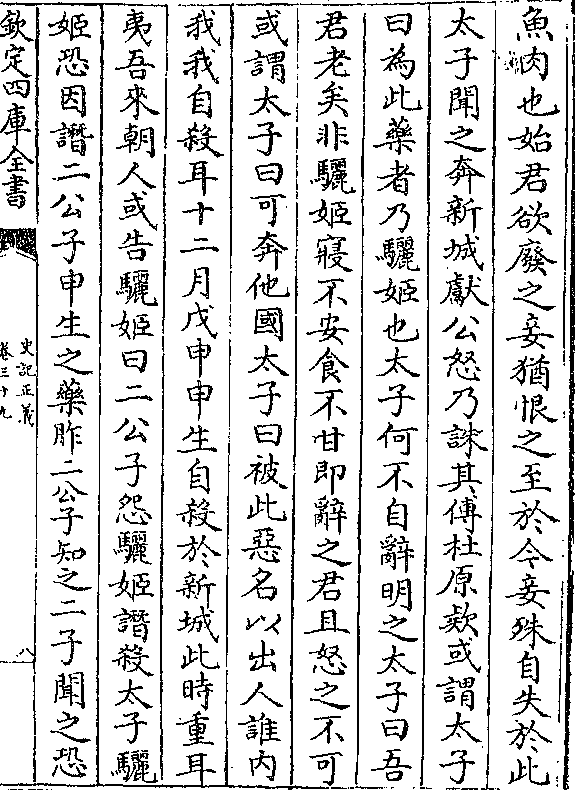 魚肉也始君欲廢之妾猶恨之至於今妾殊自失於此
太子聞之奔新城獻公怒乃誅其傅杜原款或謂太子
曰為此藥者乃驪姬也太子何不自辭明之太子曰吾
君老矣非驪姬寢不安食不甘即辭之君且怒之不可
或謂太子曰可奔他國太子曰被此惡名以出人誰内
我我自殺耳十二月戊申申生自殺於新城此時重耳
夷吾來朝人或告驪姬曰二公子怨驪姬譖殺太子驪
姬恐因譖二公子申生之藥胙二公子知之二子聞之恐
欽定四庫全書
史記正義
卷三十九
八